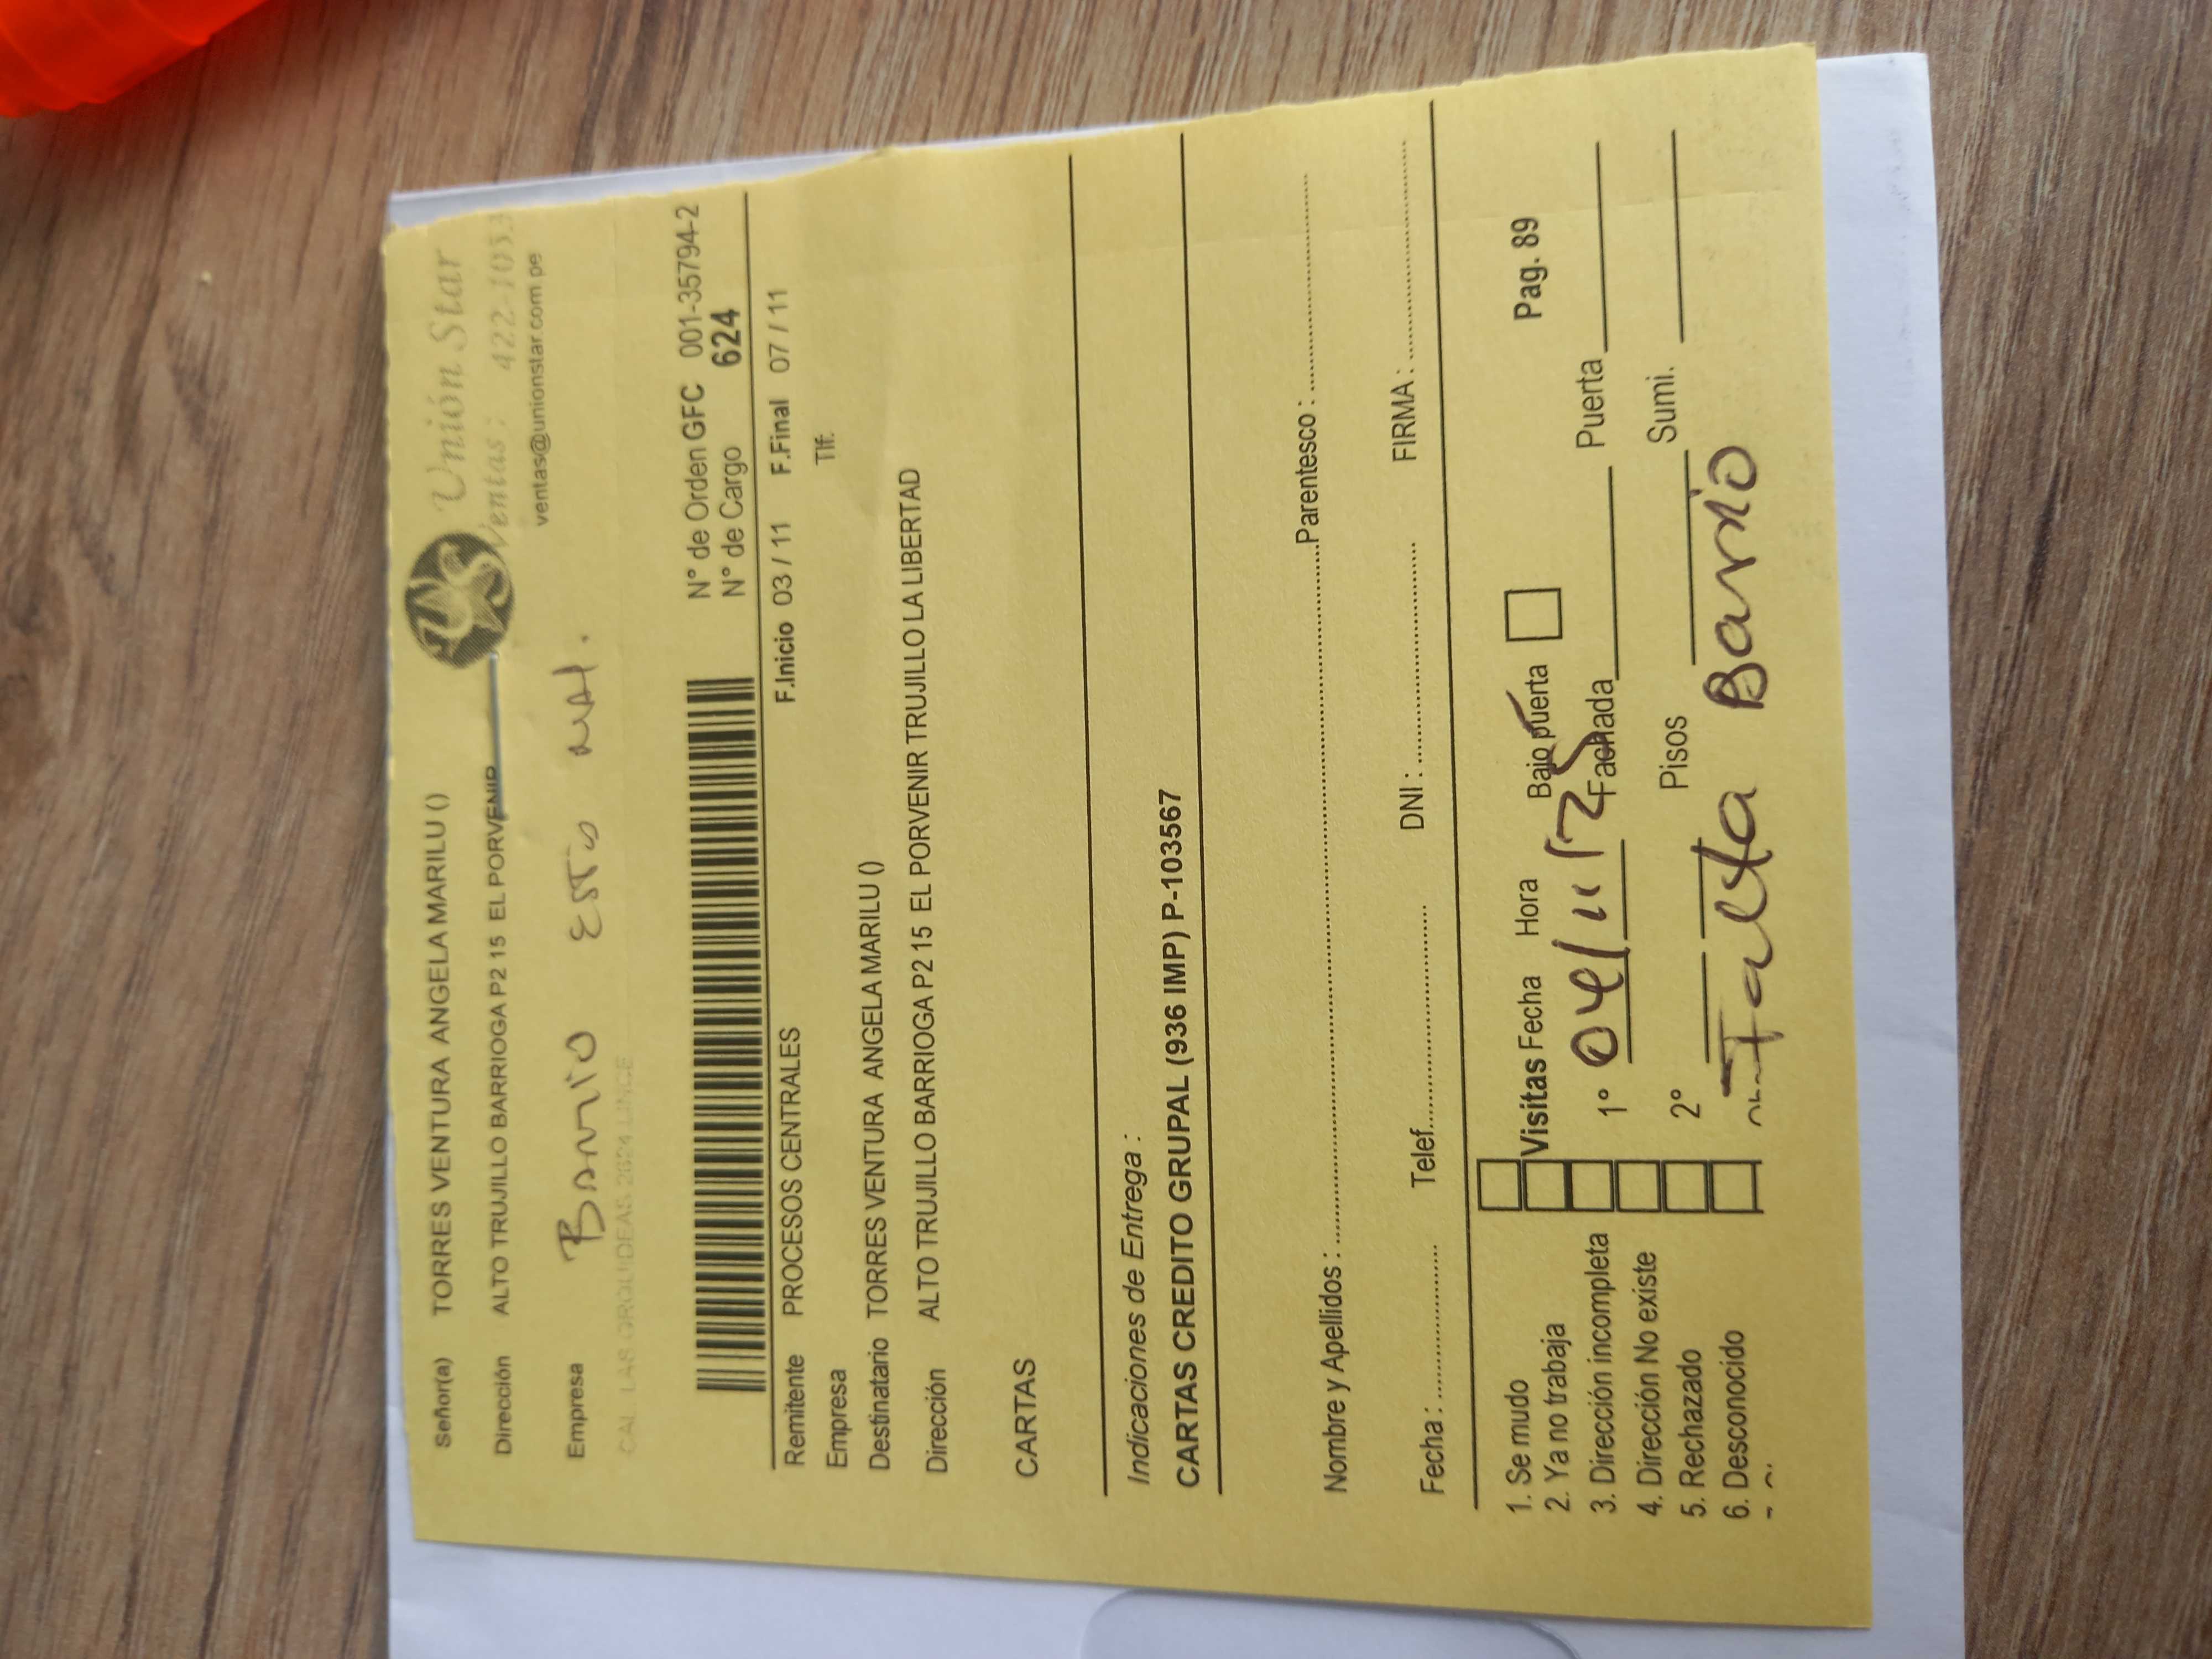 Unión Star
Ventas: 422-1033
ventas@unionstar.com.pe
Señor(a) TORRES VENTURA ANGELA MARILU ()
Dirección ALTO TRUJILLO BARRIOGA P2 15 EL PORVENIR
Empresa
Barrio está mal.
N° de Orden GFC 001-35794-2
N° de Cargo 624
Remitente PROCESOS CENTRALES F.Inicio 03 / 11 F.Final 07 / 11
Empresa Tlf.
Destinatario TORRES VENTURA ANGELA MARILU ()
Dirección ALTO TRUJILLO BARRIOGA P2 15 EL PORVENIR TRUJILLO LA LIBERTAD
CARTAS
Indicaciones de Entrega :
CARTAS CREDITO GRUPAL (936 IMP) P-103567
Nombre y Apellidos : Parentesco :
Fecha : Telef. DNI : FIRMA :
1. Se mudo
2. Ya no trabaja
3. Dirección incompleta
4. Dirección No existe
5. Rechazado
6. Desconocido
Visitas Fecha Hora Bajo puerta Pag. 89
1° 04/11/25 Fachada Puerta
2° Pisos Sumi.
Falta Barrio